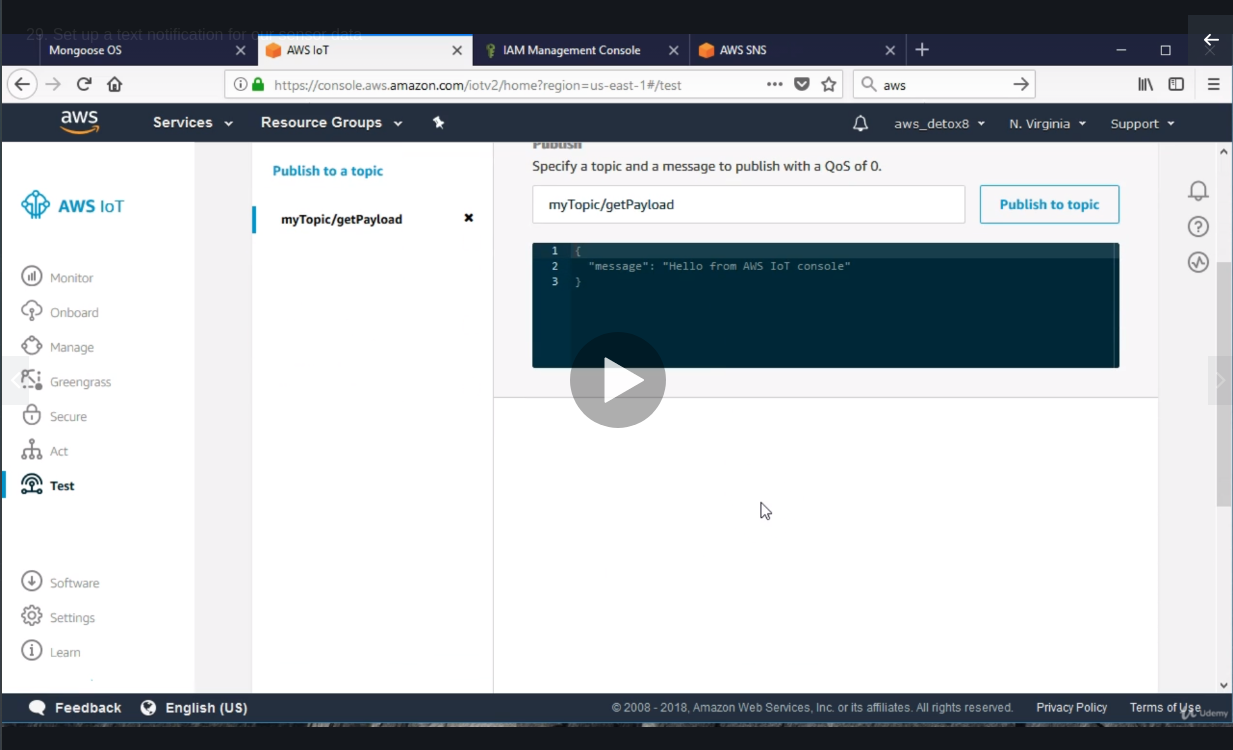 29. Set up a text notification for our sensor data
Mongoose OS
AWS IoT
IAM Management Console
AWS SNS
https://console.aws.amazon.com/iotv2/home?region=us-east-1#/test
aws
aws
Services
Resource Groups
aws_detox8
N. Virginia
Support
AWS IoT
Monitor
Onboard
Manage
Greengrass
Secure
Act
Test
Software
Settings
Learn
Publish to a topic
myTopic/getPayload
Publish
Specify a topic and a message to publish with a QoS of 0.
myTopic/getPayload
Publish to topic
1 {
2 "message": "Hello from AWS IoT console"
3 }
Feedback
English (US)
© 2008 - 2018, Amazon Web Services, Inc. or its affiliates. All rights reserved.
Privacy Policy
Terms of Use
Udemy